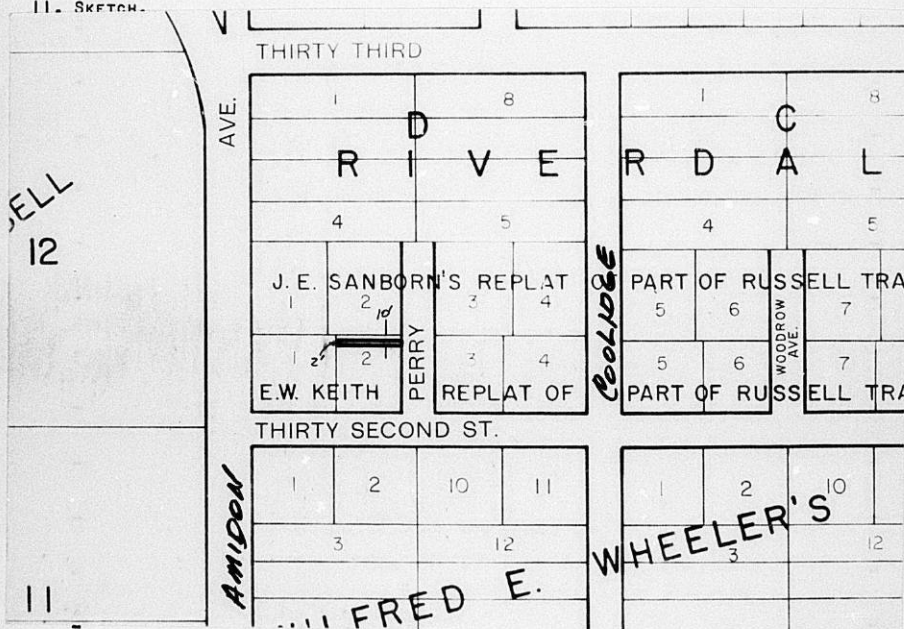 11. SKETCH.
THIRTY THIRD
AVE.
1 8 1 8
D C
R I V E R D A L
4 5 4 5
12
J. E. SANBORN'S REPLAT OF PART OF RUSSELL TRA
1 2 3 4 5 6 7
10'
2'
PERRY
COOLIDGE
WOODROW AVE.
1 2 3 4 5 6 7
E.W. KEITH REPLAT OF PART OF RUSSELL TRA
THIRTY SECOND ST.
AMIDON
1 2 10 11 1 2 10
3 12 3 12
FRED E. WHEELER'S
11